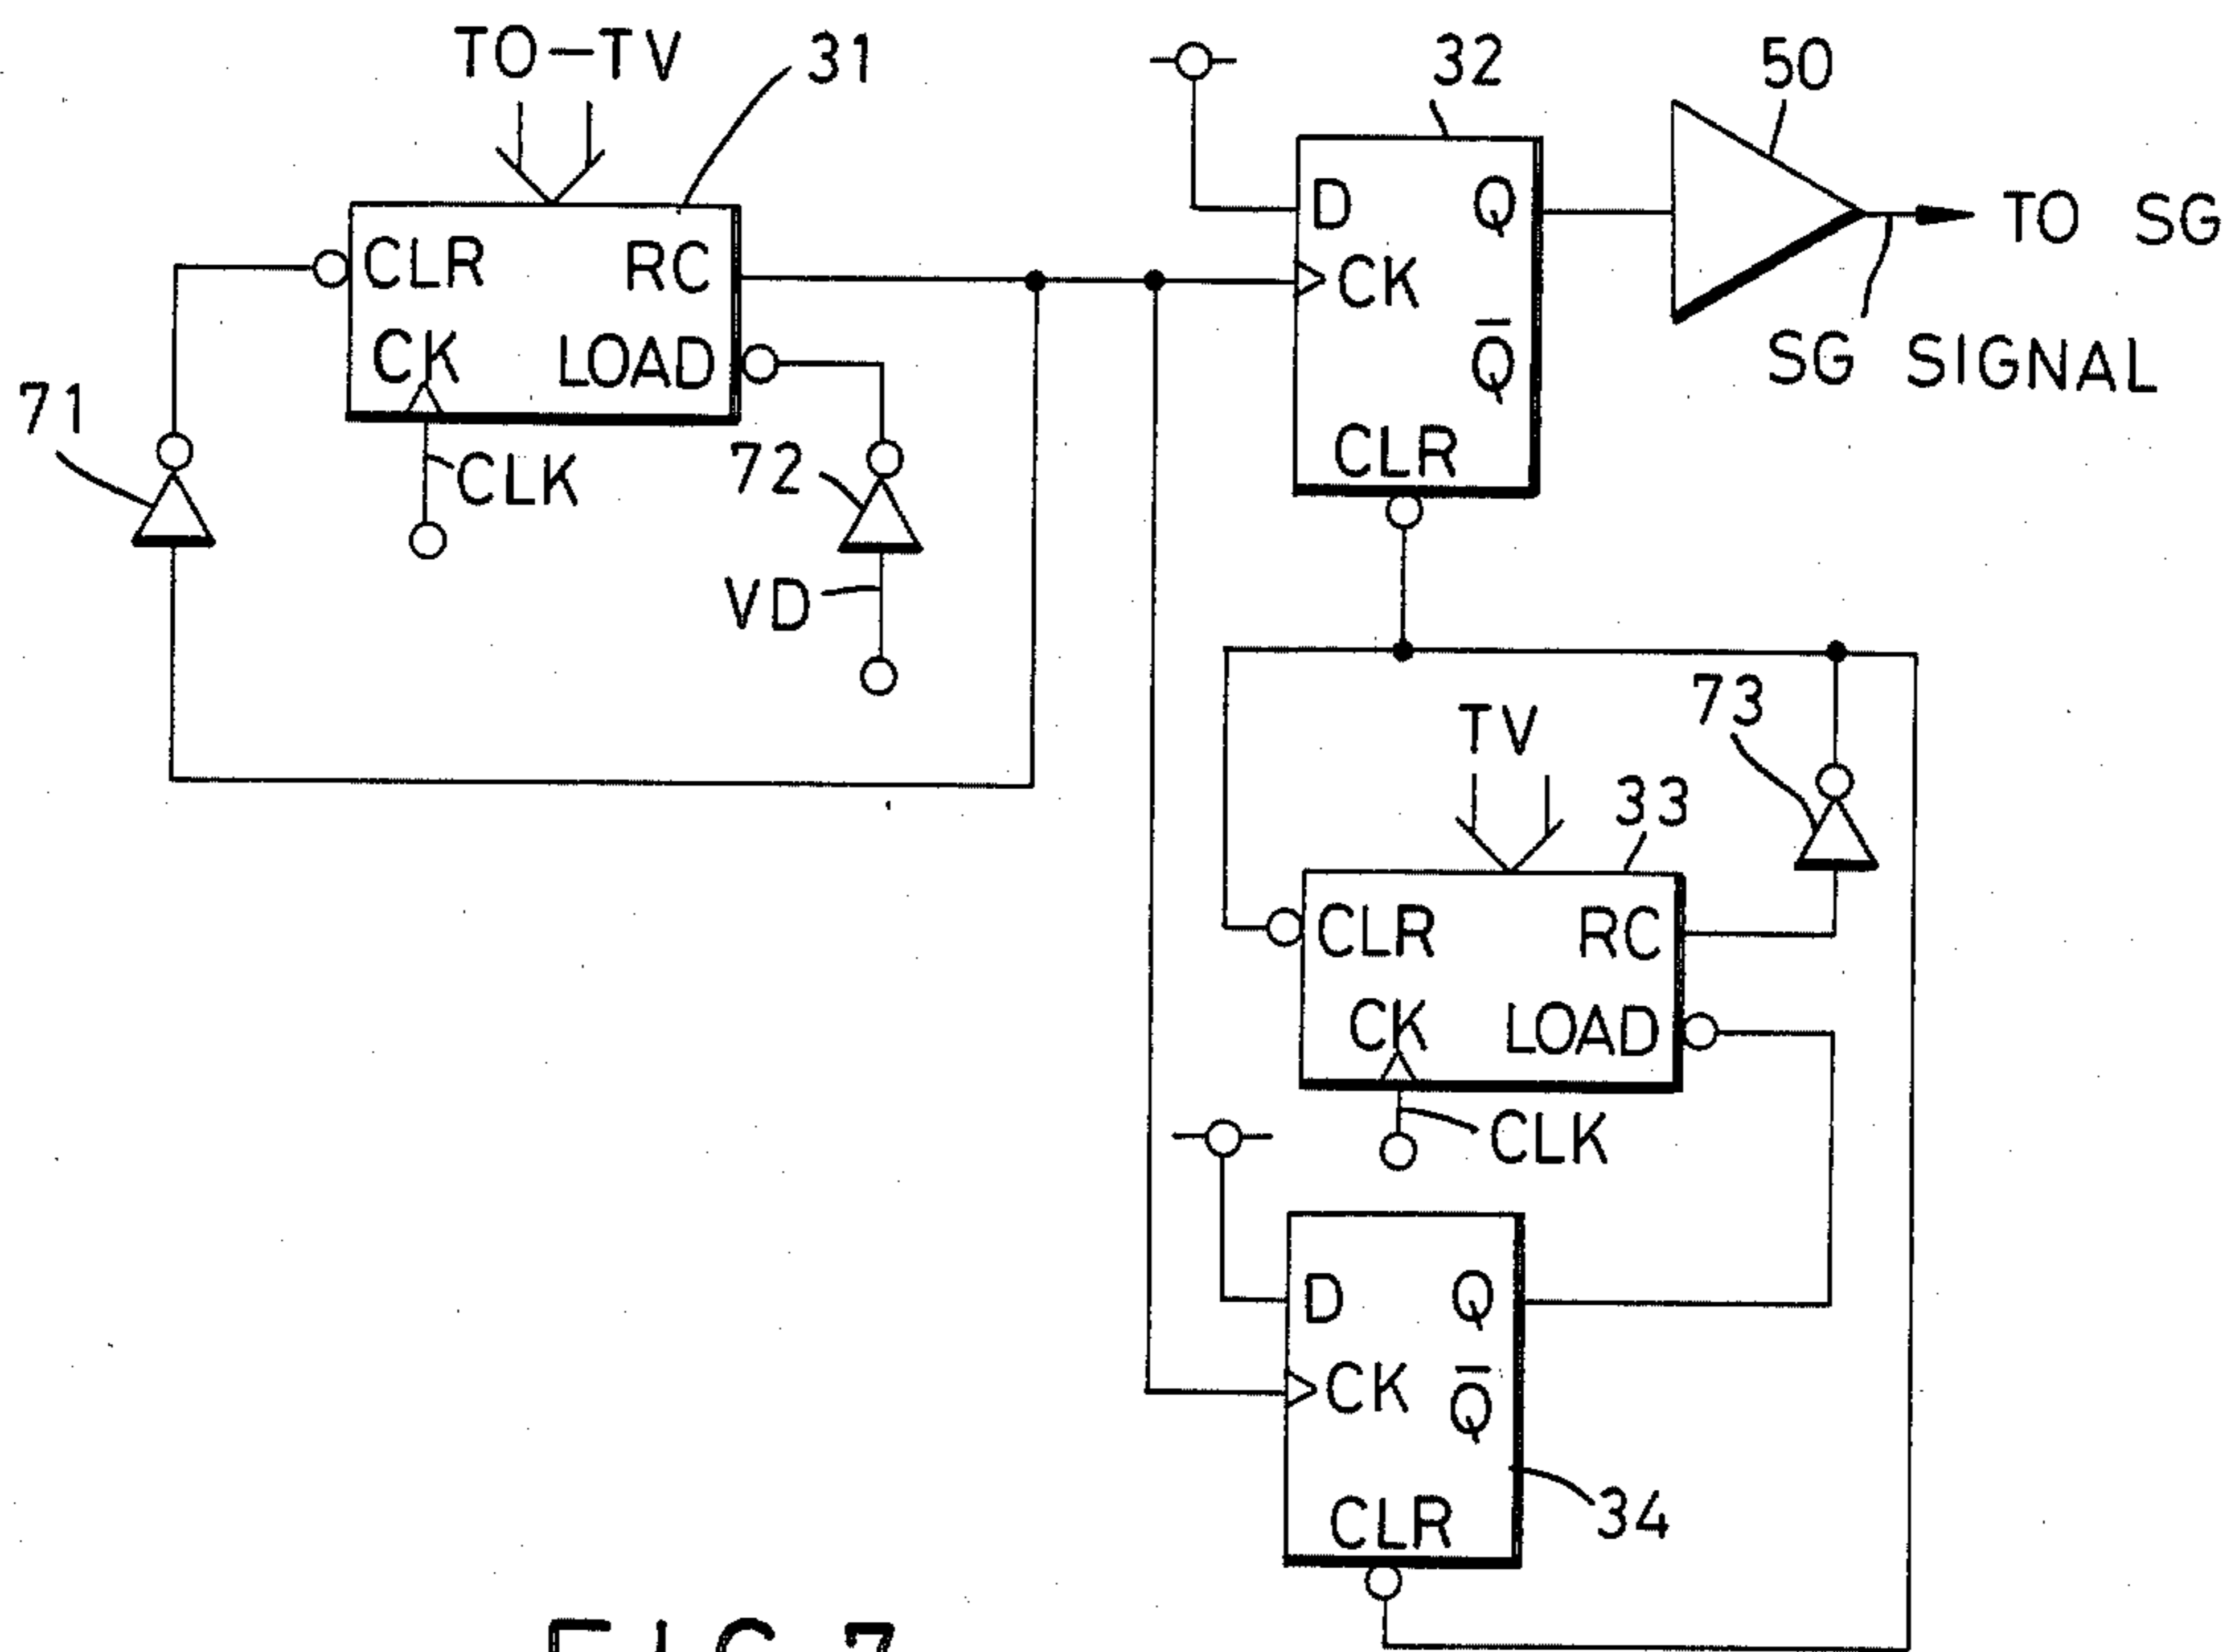 TO-TV
31
CLR
RC
CK
LOAD
71
CLK
72
VD
32
50
D
Q
CK
Q̄
CLR
TO SG
SG SIGNAL
TV
73
33
CLR
RC
CK
LOAD
CLK
D
Q
CK
Q̄
CLR
34